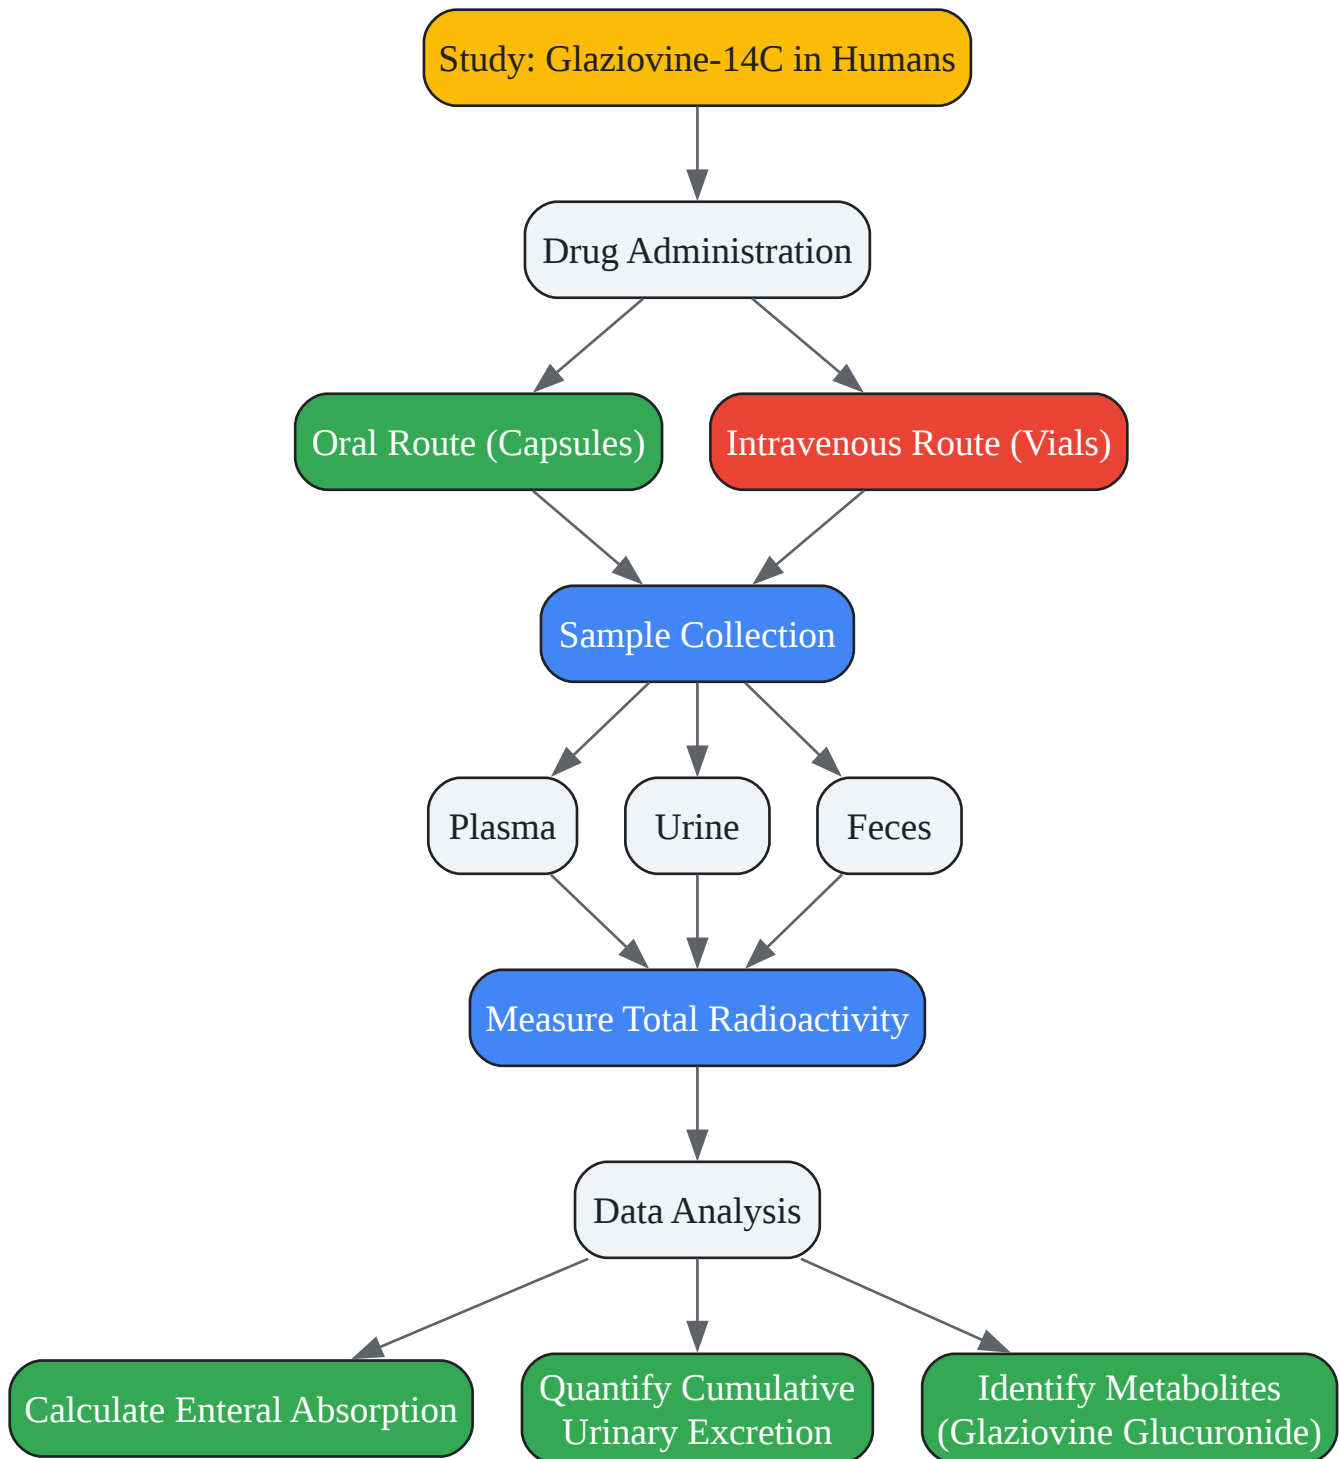 Study: Glaziovine-14C in Humans
Drug Administration
Oral Route (Capsules)
Intravenous Route (Vials)
Sample Collection
Plasma
Urine
Feces
Measure Total Radioactivity
Data Analysis
Calculate Enteral Absorption
Quantify Cumulative
Urinary Excretion
Identify Metabolites
(Glaziovine Glucuronide)